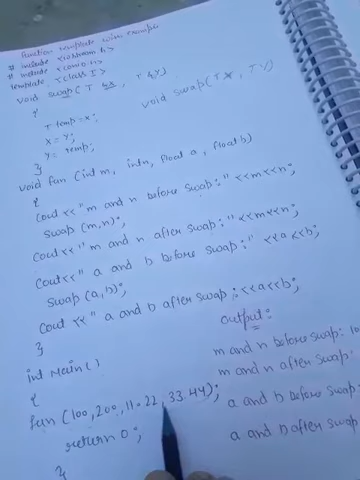 Function template with example
# include <iostream.h>
# include <conio.h>
template <class T>
void swap( T &x, T &y)
void swap( T x, T y)
{
T temp = x;
x = y;
y = temp;
}
void fun (int m, int n, float a, float b)
{
cout << "m and n before swap:" <<m<<n;
swap (m,n);
cout << "m and n after swap:" <<m<<n;
cout<< "a and b before swap:" <<a<<b;
swap (a,b);
cout << "a and b after swap:<<a<<b;
}
int main()
{
fun (100,200,11.22,33.44);
return 0;
}
output:
m and n before swap: 10
m and n after swap:
a and b before swap:
a and b after swap